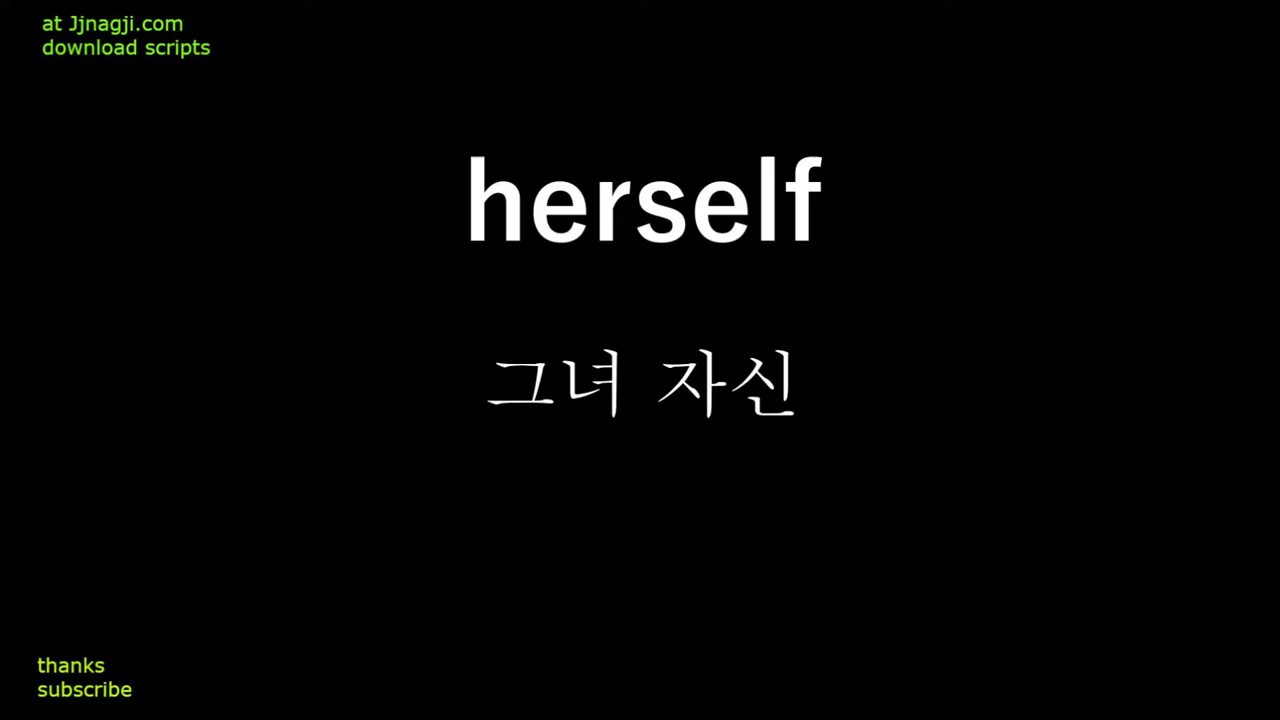 at Jjnagji.com
download scripts
herself
그녀 자신
thanks
subscribe